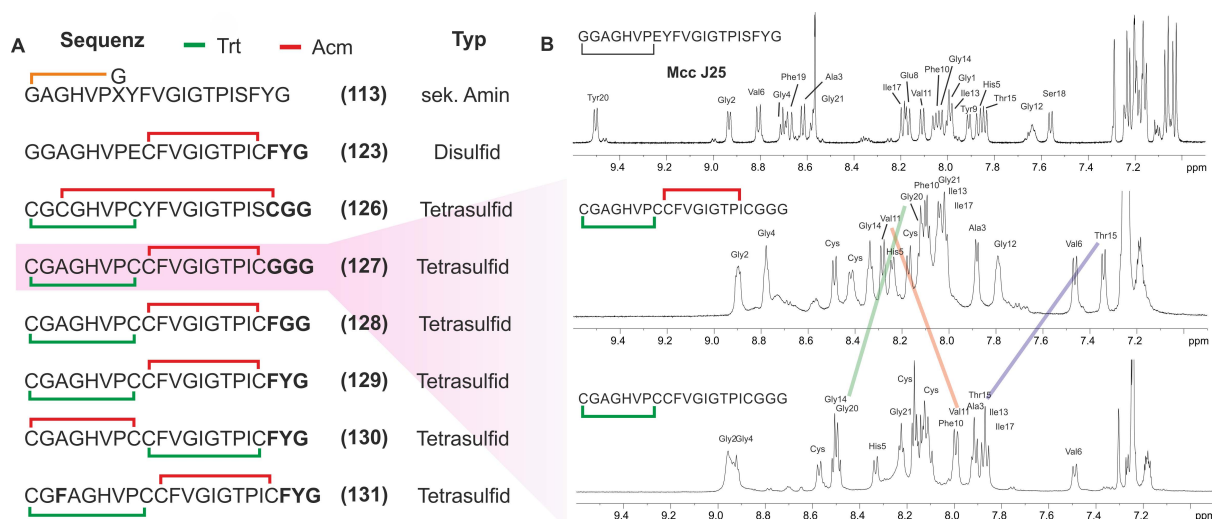 A
Sequenz
Trt
Acm
Typ
G
GAGHVPXYFVGIGTPISFYG (113) sek. Amin
GGAGHVPECFVGIGTPICFYG (123) Disulfid
CGCGHVPCYFVGIGTPISCGG (126) Tetrasulfid
CGAGHVPCCFVGIGTPICGGG (127) Tetrasulfid
CGAGHVPCCFVGIGTPICFGG (128) Tetrasulfid
CGAGHVPCCFVGIGTPICFYG (129) Tetrasulfid
CGAGHVPCCFVGIGTPICFYG (130) Tetrasulfid
CGFAGHVPCCFVGIGTPICFYG (131) Tetrasulfid
B
GGAGHVPEYFVGIGTPISFYG
Mcc J25
Tyr20
Gly2
Val6
Gly4
Phe19
Ala3
Gly21
Ile17
Glu8
Val11
Phe10
Gly14
Gly1
Ile13
Tyr9
His5
Thr15
Gly12
Ser18
9.4 9.2 9.0 8.8 8.6 8.4 8.2 8.0 7.8 7.6 7.4 7.2 ppm
CGAGHVPCCFVGIGTPICGGG
Gly2
Gly4
Cys
Cys
Gly14
Val11
His5
Cys
Gly20
Phe10
Gly21
Ile13
Ile17
Ala3
Gly12
Val6
Thr15
9.4 9.2 9.0 8.8 8.6 8.4 8.2 8.0 7.8 7.6 7.4 7.2 ppm
CGAGHVPCCFVGIGTPICGGG
Gly2Gly4
Cys
Gly14
Gly20
His5
Gly21
Cys
Cys
Val11
Phe10
Thr15
Ala3
Ile13
Ile17
Val6
9.4 9.2 9.0 8.8 8.6 8.4 8.2 8.0 7.8 7.6 7.4 7.2 ppm